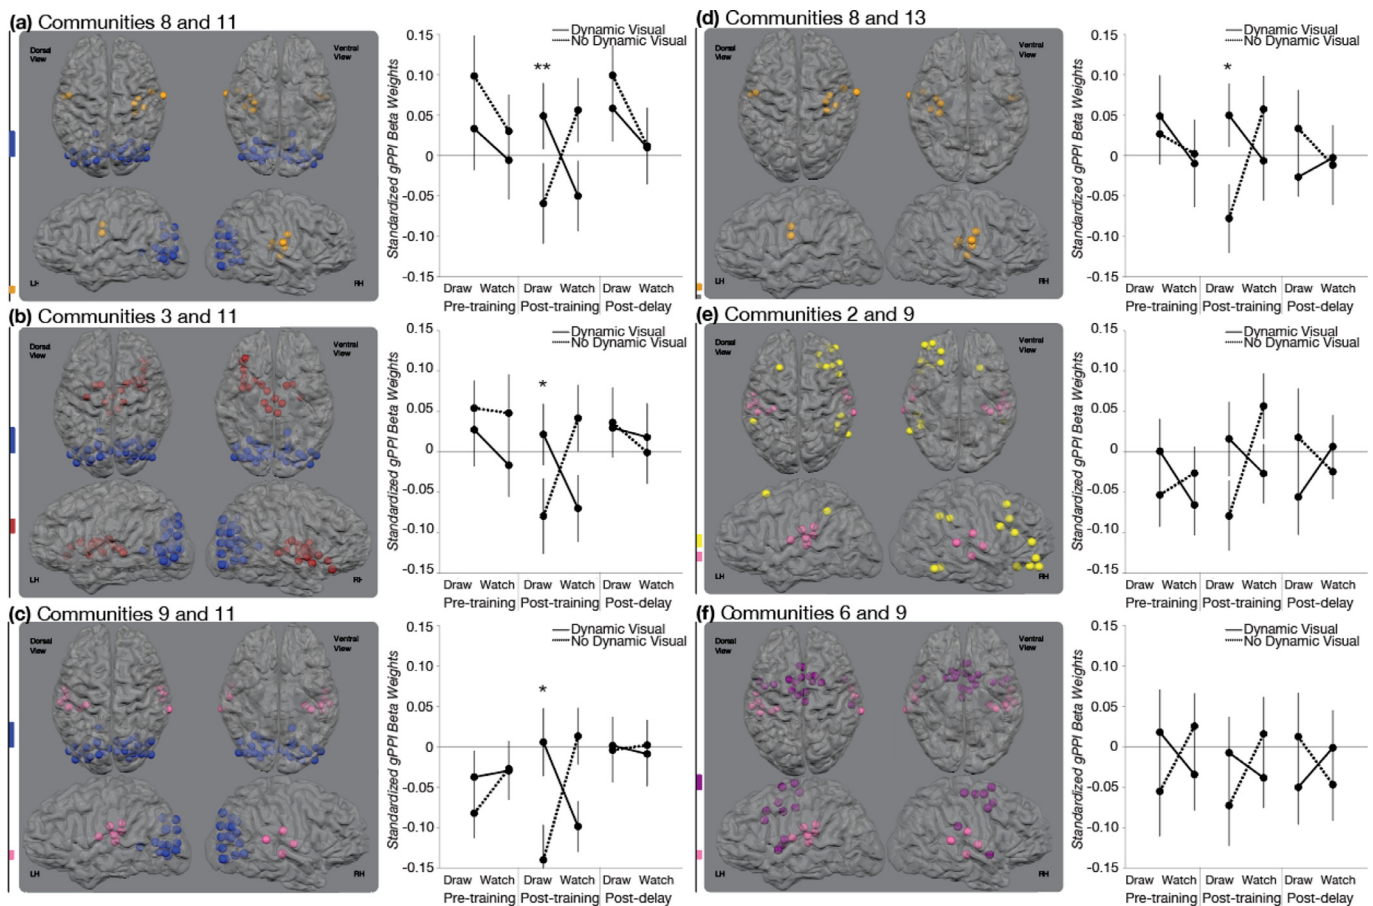 (a) Communities 8 and 11
Dorsal View
Ventral View
LH
RH
Standardized gPPI Beta Weights
0.15
0.10
0.05
0
-0.05
-0.10
-0.15
Dynamic Visual
No Dynamic Visual
**
Draw Watch Draw Watch Draw Watch
Pre-training Post-training Post-delay
(b) Communities 3 and 11
Dorsal View
Ventral View
LH
RH
Standardized gPPI Beta Weights
0.15
0.10
0.05
0
-0.05
-0.10
-0.15
Dynamic Visual
No Dynamic Visual
*
Draw Watch Draw Watch Draw Watch
Pre-training Post-training Post-delay
(c) Communities 9 and 11
Dorsal View
Ventral View
LH
RH
Standardized gPPI Beta Weights
0.15
0.10
0.05
0
-0.05
-0.10
-0.15
Dynamic Visual
No Dynamic Visual
*
Draw Watch Draw Watch Draw Watch
Pre-training Post-training Post-delay
(d) Communities 8 and 13
Dorsal View
Ventral View
LH
RH
Standardized gPPI Beta Weights
0.15
0.10
0.05
0
-0.05
-0.10
-0.15
Dynamic Visual
No Dynamic Visual
*
Draw Watch Draw Watch Draw Watch
Pre-training Post-training Post-delay
(e) Communities 2 and 9
Dorsal View
Ventral View
LH
RH
Standardized gPPI Beta Weights
0.15
0.10
0.05
0
-0.05
-0.10
-0.15
Dynamic Visual
No Dynamic Visual
Draw Watch Draw Watch Draw Watch
Pre-training Post-training Post-delay
(f) Communities 6 and 9
Dorsal View
Ventral View
LH
RH
Standardized gPPI Beta Weights
0.15
0.10
0.05
0
-0.05
-0.10
-0.15
Dynamic Visual
No Dynamic Visual
Draw Watch Draw Watch Draw Watch
Pre-training Post-training Post-delay